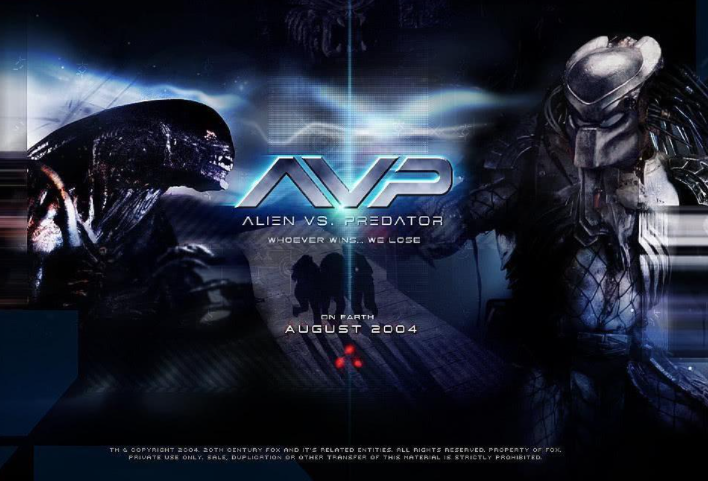 AVP
ALIEN VS. PREDATOR
WHOEVER WINS... WE LOSE
ON EARTH
AUGUST 2004
TM & COPYRIGHT 2004. 20TH CENTURY FOX AND IT'S RELATED ENTITIES. ALL RIGHTS RESERVED. PROPERTY OF FOX.
PRIVATE USE ONLY. SALE, DUPLICATION OR OTHER TRANSFER OF THIS MATERIAL IS STRICTLY PROHIBITED.